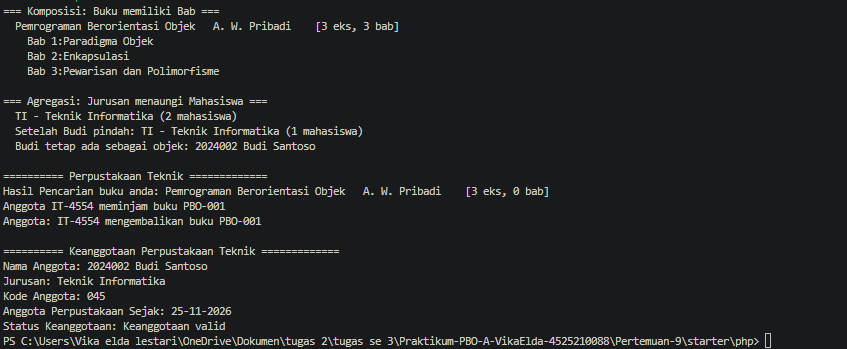 === Komposisi: Buku memiliki Bab ===
Pemrograman Berorientasi Objek A. W. Pribadi [3 eks, 3 bab]
Bab 1:Paradigma Objek
Bab 2:Enkapsulasi
Bab 3:Pewarisan dan Polimorfisme
=== Agregasi: Jurusan menaungi Mahasiswa ===
TI - Teknik Informatika (2 mahasiswa)
Setelah Budi pindah: TI - Teknik Informatika (1 mahasiswa)
Budi tetap ada sebagai objek: 2024002 Budi Santoso
========== Perpustakaan Teknik =============
Hasil Pencarian buku anda: Pemrograman Berorientasi Objek A. W. Pribadi [3 eks, 0 bab]
Anggota IT-4554 meminjam buku PBO-001
Anggota: IT-4554 mengembalikan buku PBO-001
========== Keanggotaan Perpustakaan Teknik =============
Nama Anggota: 2024002 Budi Santoso
Jurusan: Teknik Informatika
Kode Anggota: 045
Anggota Perpustakaan Sejak: 25-11-2026
Status Keanggotaan: Keanggotaan valid
PS C:\Users\Vika elda lestari\OneDrive\Dokumen\tugas 2\tugas se 3\Praktikum-PBO-A-VikaElda-4525210088\Pertemuan-9\starter\php>